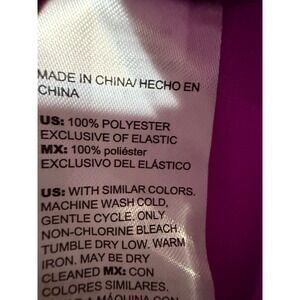 MADE IN CHINA/ HECHO EN
CHINA
US: 100% POLYESTER
EXCLUSIVE OF ELASTIC
MX: 100% poliéster
EXCLUSIVO DEL ELÁSTICO
US: WITH SIMILAR COLORS.
MACHINE WASH COLD,
GENTLE CYCLE. ONLY
NON-CHLORINE BLEACH.
TUMBLE DRY LOW. WARM
IRON. MAY BE DRY
CLEANED MX: CON
COLORES SIMILARES.
A MÁQUINA CON